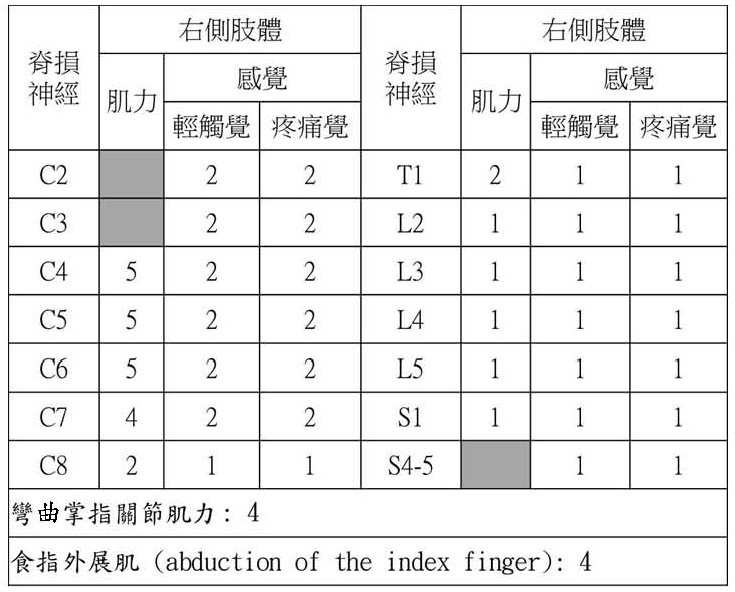 脊損神經 右側肢體 脊損神經 右側肢體
肌力 感覺 肌力 感覺
輕觸覺 疼痛覺 輕觸覺 疼痛覺
C2 2 2 T1 2 1 1
C3 2 2 L2 1 1 1
C4 5 2 2 L3 1 1 1
C5 5 2 2 L4 1 1 1
C6 5 2 2 L5 1 1 1
C7 4 2 2 S1 1 1 1
C8 2 1 1 S4-5 1 1
彎曲掌指關節肌力: 4
食指外展肌 (abduction of the index finger): 4